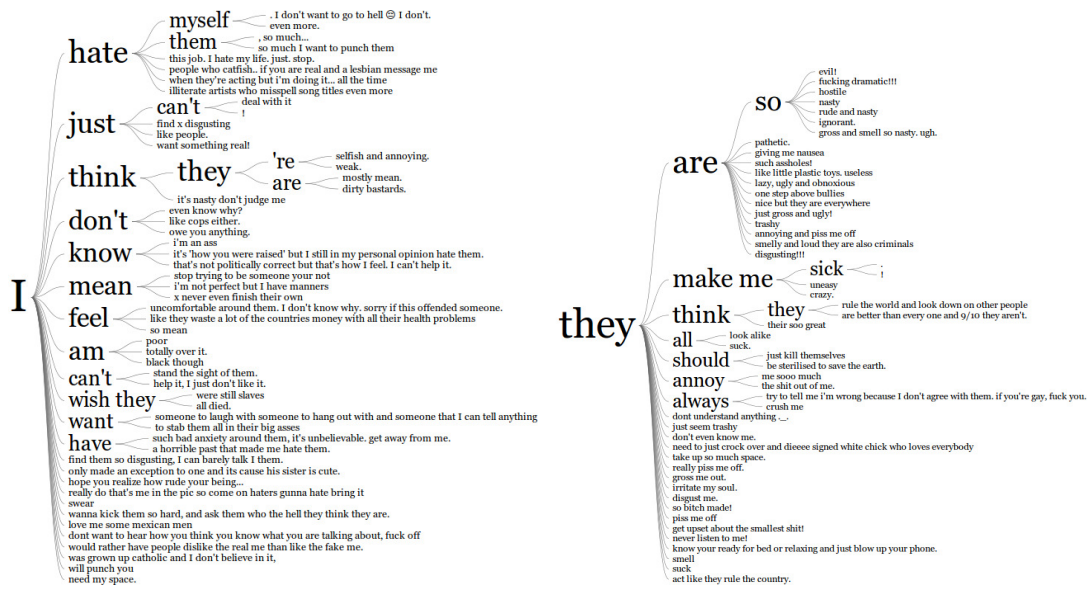 I
hate
myself
. I don't want to go to hell 😔 I don't.
even more.
them
, so much...
so much I want to punch them
this job. I hate my life. just. stop.
people who catfish.. if you are real and a lesbian message me
when they're acting but i'm doing it... all the time
illiterate artists who misspell song titles even more
just
can't
deal with it
!
find x disgusting
like people.
want something real!
think
they
're
selfish and annoying.
weak.
are
mostly mean.
dirty bastards.
it's nasty don't judge me
don't
even know why?
like cops either.
owe you anything.
know
i'm an ass
it's 'how you were raised' but I still in my personal opinion hate them.
that's not politically correct but that's how I feel. I can't help it.
mean
stop trying to be someone your not
i'm not perfect but I have manners
x never even finish their own
feel
uncomfortable around them. I don't know why. sorry if this offended someone.
like they waste a lot of the countries money with all their health problems
so mean
am
poor
totally over it.
black though
can't
stand the sight of them.
help it, I just don't like it.
wish they
were still slaves
all died.
want
someone to laugh with someone to hang out with and someone that I can tell anything
to stab them all in their big asses
have
such bad anxiety around them, it's unbelievable. get away from me.
a horrible past that made me hate them.
find them so disgusting, I can barely talk I them.
only made an exception to one and its cause his sister is cute.
hope you realize how rude your being...
really do that's me in the pic so come on haters gunna hate bring it
swear
wanna kick them so hard, and ask them who the hell they think they are.
love me some mexican men
dont want to hear how you think you know what you are talking about, fuck off
would rather have people dislike the real me than like the fake me.
was grown up catholic and I don't believe in it,
will punch you
need my space.
they
are
so
evil!
fucking dramatic!!!
hostile
nasty
rude and nasty
ignorant.
gross and smell so nasty. ugh.
pathetic.
giving me nausea
such assholes!
like little plastic toys. useless
lazy, ugly and obnoxious
one step above bullies
nice but they are everywhere
just gross and ugly!
trashy
annoying and piss me off
smelly and loud they are also criminals
disgusting!!!
make me
sick
.
!
uneasy
crazy.
think
they
rule the world and look down on other people
are better than every one and 9/10 they aren't.
their soo great
all
look alike
suck.
should
just kill themselves
be sterilised to save the earth.
annoy
me sooo much
the shit out of me.
always
try to tell me i'm wrong because I don't agree with them. if you're gay, fuck you.
crush me
dont understand anything ._.
just seem trashy
don't even know me.
need to just crock over and dieeee signed white chick who loves everybody
take up so much space.
really piss me off.
gross me out.
irritate my soul.
disgust me.
so bitch made!
piss me off
get upset about the smallest shit!
never listen to me!
know your ready for bed or relaxing and just blow up your phone.
smell
suck
act like they rule the country.